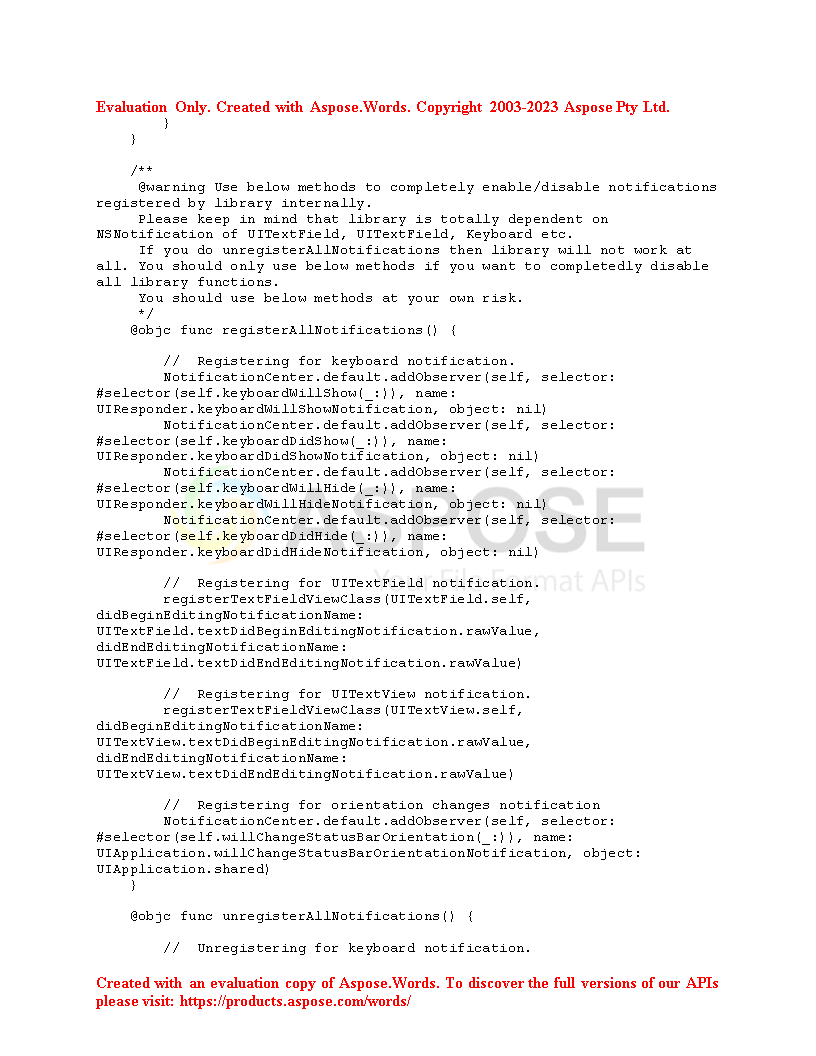 Evaluation Only. Created with Aspose.Words. Copyright 2003-2023 Aspose Pty Ltd.
        }
    }

    /**
     @warning Use below methods to completely enable/disable notifications
registered by library internally.
     Please keep in mind that library is totally dependent on
NSNotification of UITextField, UITextField, Keyboard etc.
     If you do unregisterAllNotifications then library will not work at
all. You should only use below methods if you want to completedly disable
all library functions.
     You should use below methods at your own risk.
     */
    @objc func registerAllNotifications() {

        //  Registering for keyboard notification.
        NotificationCenter.default.addObserver(self, selector:
#selector(self.keyboardWillShow(_:)), name:
UIResponder.keyboardWillShowNotification, object: nil)
        NotificationCenter.default.addObserver(self, selector:
#selector(self.keyboardDidShow(_:)), name:
UIResponder.keyboardDidShowNotification, object: nil)
        NotificationCenter.default.addObserver(self, selector:
#selector(self.keyboardWillHide(_:)), name:
UIResponder.keyboardWillHideNotification, object: nil)
        NotificationCenter.default.addObserver(self, selector:
#selector(self.keyboardDidHide(_:)), name:
UIResponder.keyboardDidHideNotification, object: nil)
ASPOSE
Your File Format APIs

        //  Registering for UITextField notification.
        registerTextFieldViewClass(UITextField.self,
didBeginEditingNotificationName:
UITextField.textDidBeginEditingNotification.rawValue,
didEndEditingNotificationName:
UITextField.textDidEndEditingNotification.rawValue)

        //  Registering for UITextView notification.
        registerTextFieldViewClass(UITextView.self,
didBeginEditingNotificationName:
UITextView.textDidBeginEditingNotification.rawValue,
didEndEditingNotificationName:
UITextView.textDidEndEditingNotification.rawValue)

        //  Registering for orientation changes notification
        NotificationCenter.default.addObserver(self, selector:
#selector(self.willChangeStatusBarOrientation(_:)), name:
UIApplication.willChangeStatusBarOrientationNotification, object:
UIApplication.shared)
    }

    @objc func unregisterAllNotifications() {

        //  Unregistering for keyboard notification.
Created with an evaluation copy of Aspose.Words. To discover the full versions of our APIs
please visit: https://products.aspose.com/words/